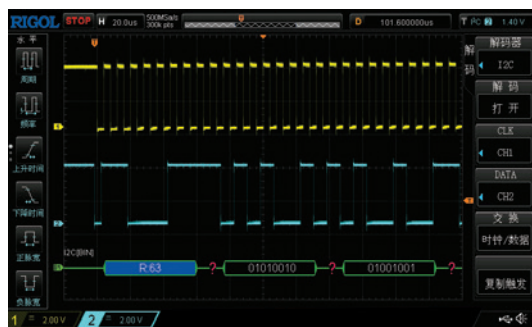 RIGOL STOP H 20.0us 500MSa/s 300k pts D 101.600000us T I²C 2 1.40V
水平
周期
频率
上升时间
下降时间
正脉宽
负脉宽
I2C[BIN]
R:63 ? 01010010 ? 01001001 ?
解码
解码器
I2C
解码
打开
CLK
CH1
DATA
CH2
交换
时钟/数据
复制触发
1 = 2.00V 2 = 2.00V